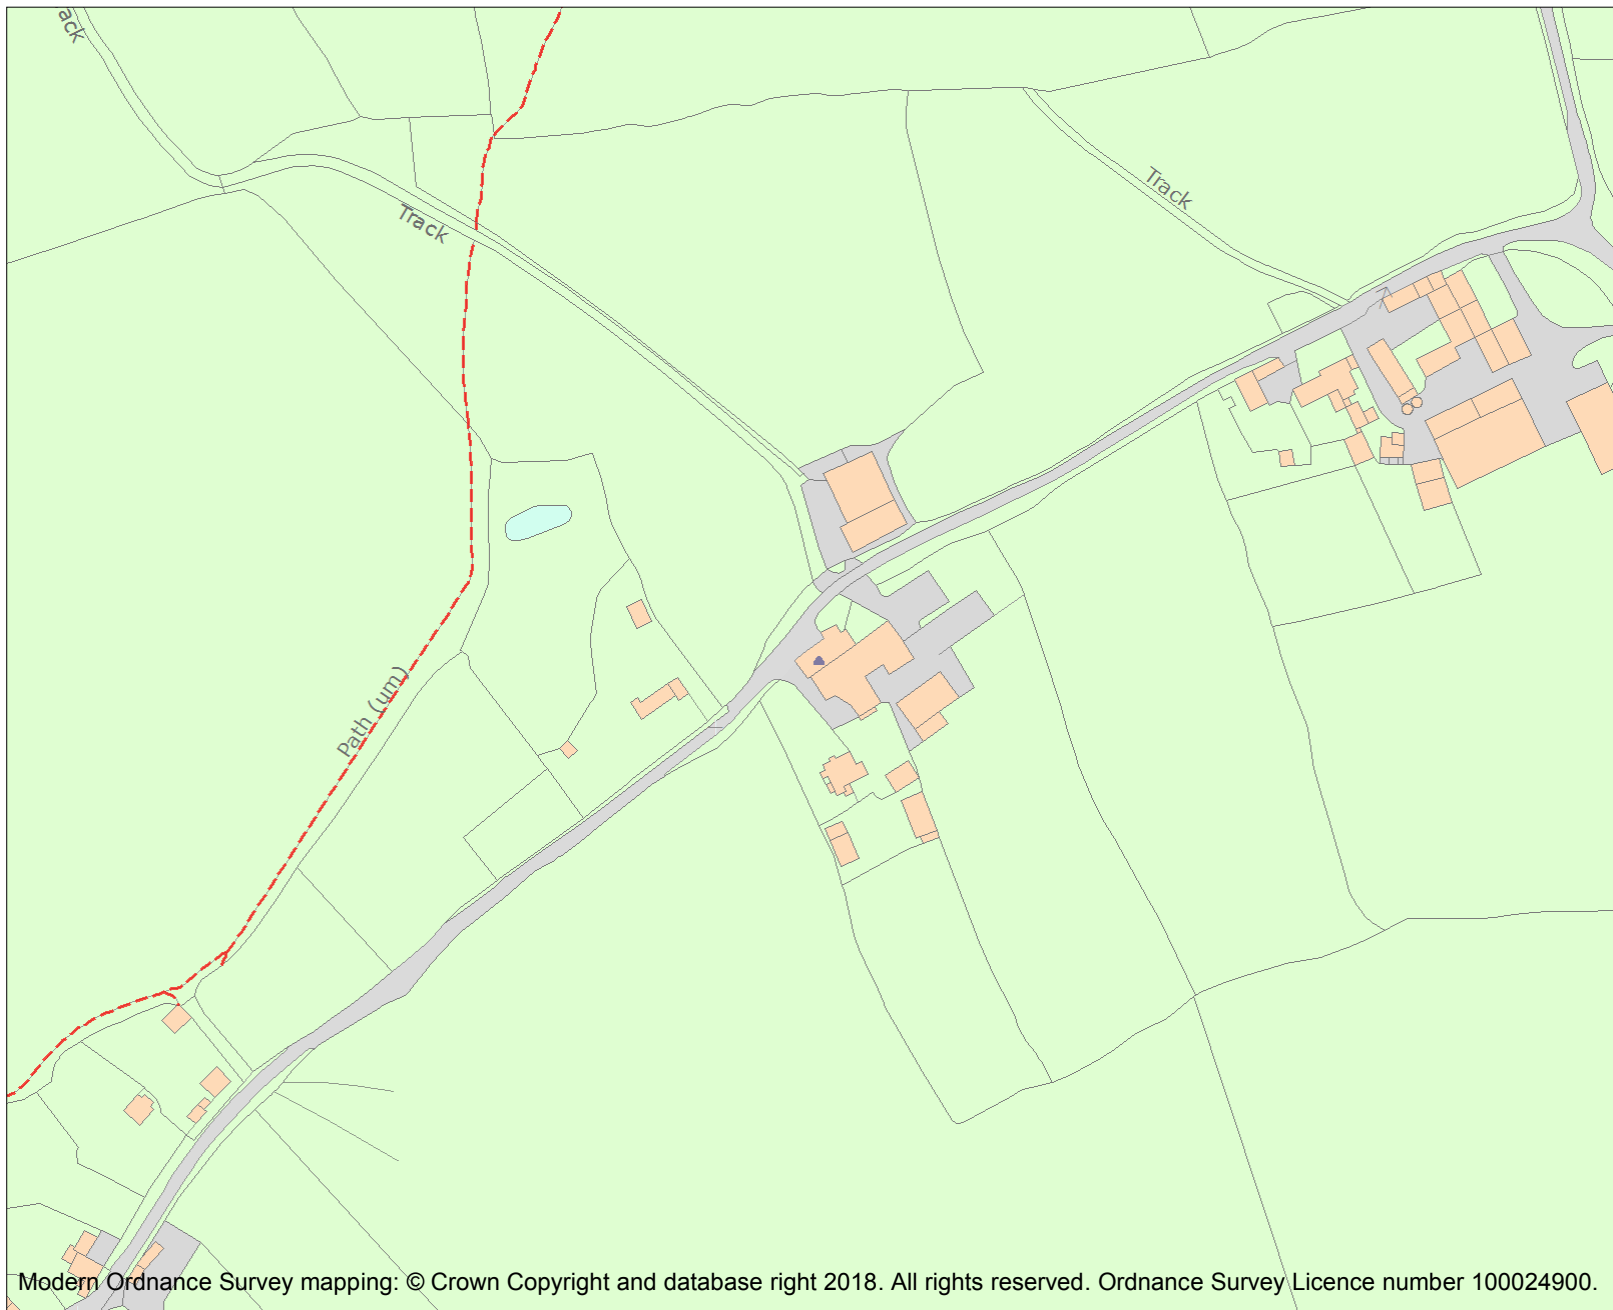 ack
Track
Track
Path (um)
Modern Ordnance Survey mapping: © Crown Copyright and database right 2018. All rights reserved. Ordnance Survey Licence number 100024900.